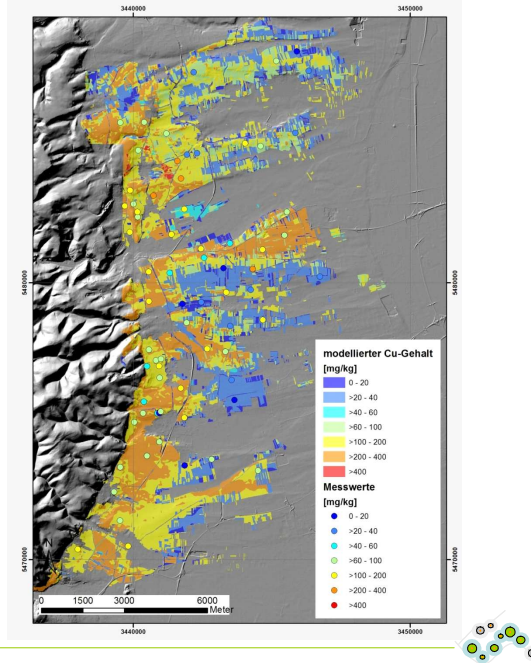 3440000 3450000
5480000 5480000
5470000 5470000
modellierter Cu-Gehalt
[mg/kg]
0 - 20
>20 - 40
>40 - 60
>60 - 100
>100 - 200
>200 - 400
>400
Messwerte
[mg/kg]
0 - 20
>20 - 40
>40 - 60
>60 - 100
>100 - 200
>200 - 400
>400
0 1500 3000 6000
Meter
3440000 3450000